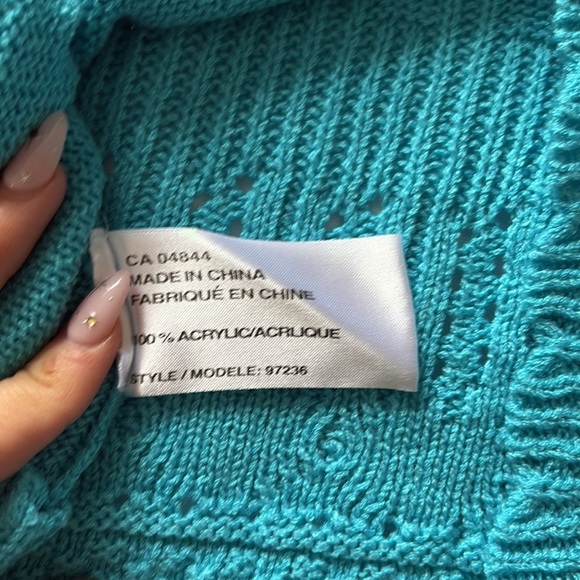 CA 04844
MADE IN CHINA
FABRIQUÉ EN CHINE
100 % ACRYLIC/ACRLIQUE
STYLE / MODELE: 97236